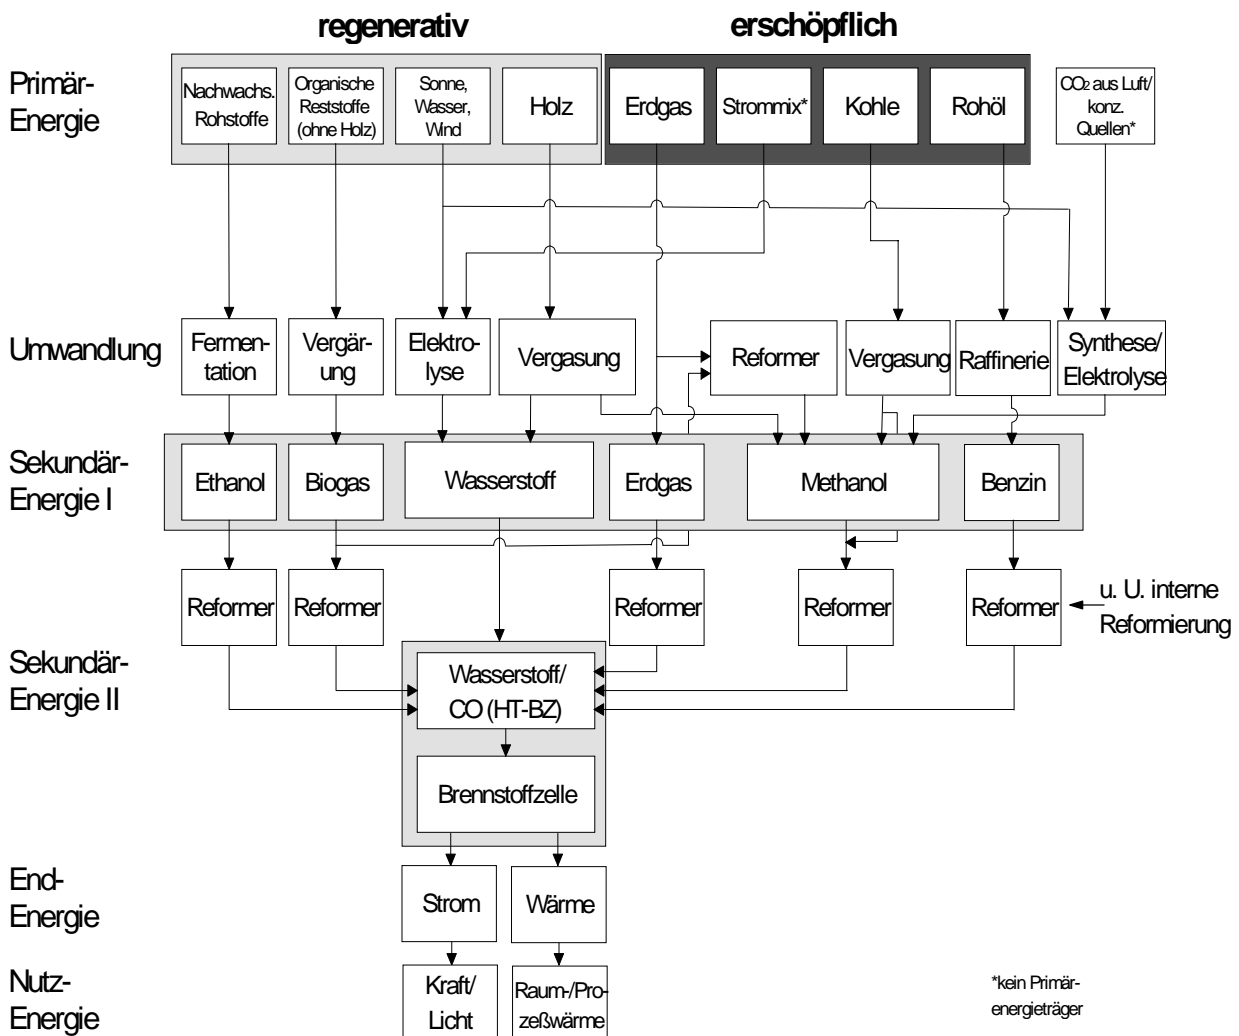 regenerativ
erschöpflich
Primär-
Energie
Nachwachs.
Rohstoffe
Organische
Reststoffe
(ohne Holz)
Sonne,
Wasser,
Wind
Holz
Erdgas
Strommix*
Kohle
Rohöl
CO₂ aus Luft/
konz.
Quellen*
Umwandlung
Fermen-
tation
Vergär-
ung
Elektro-
lyse
Vergasung
Reformer
Vergasung
Raffinerie
Synthese/
Elektrolyse
Sekundär-
Energie I
Ethanol
Biogas
Wasserstoff
Erdgas
Methanol
Benzin
Reformer
Reformer
Reformer
Reformer
Reformer
u. U. interne
Reformierung
Sekundär-
Energie II
Wasserstoff/
CO (HT-BZ)
Brennstoffzelle
End-
Energie
Strom
Wärme
Nutz-
Energie
Kraft/
Licht
Raum-/Pro-
zeßwärme
*kein Primär-
energieträger